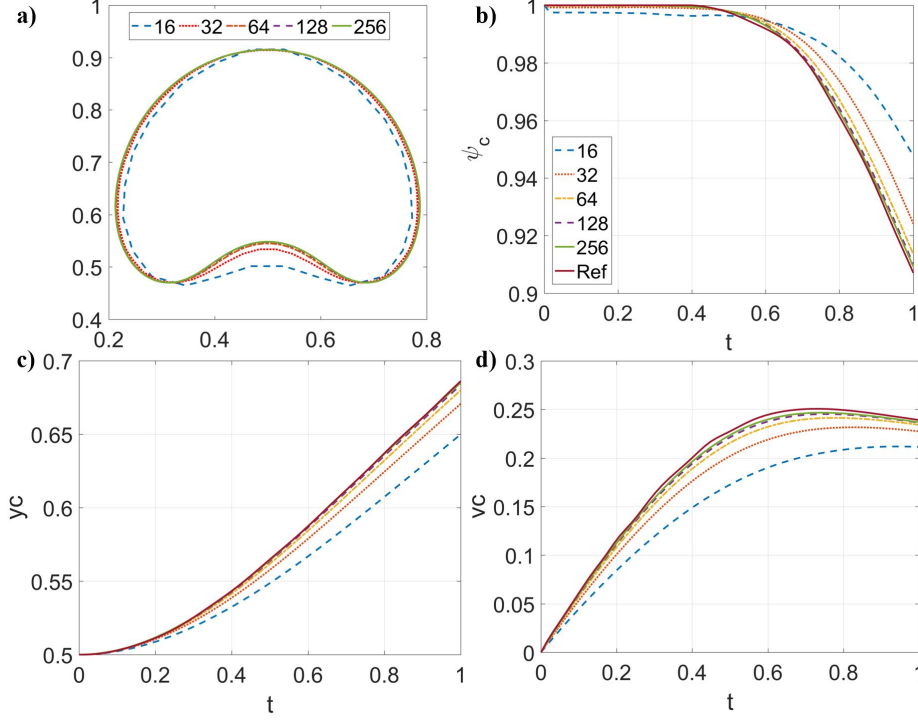 a)
16 32 64 128 256
1
0.9
0.8
0.7
0.6
0.5
0.4
0.2 0.4 0.6 0.8
b)
1
0.98
0.96
0.94
0.92
0.9
ψc
16
32
64
128
256
Ref
0 0.2 0.4 0.6 0.8 1
t
c)
0.7
0.65
0.6
0.55
0.5
yc
0 0.2 0.4 0.6 0.8 1
t
d)
0.3
0.25
0.2
0.15
0.1
0.05
0
vc
0 0.2 0.4 0.6 0.8 1
t